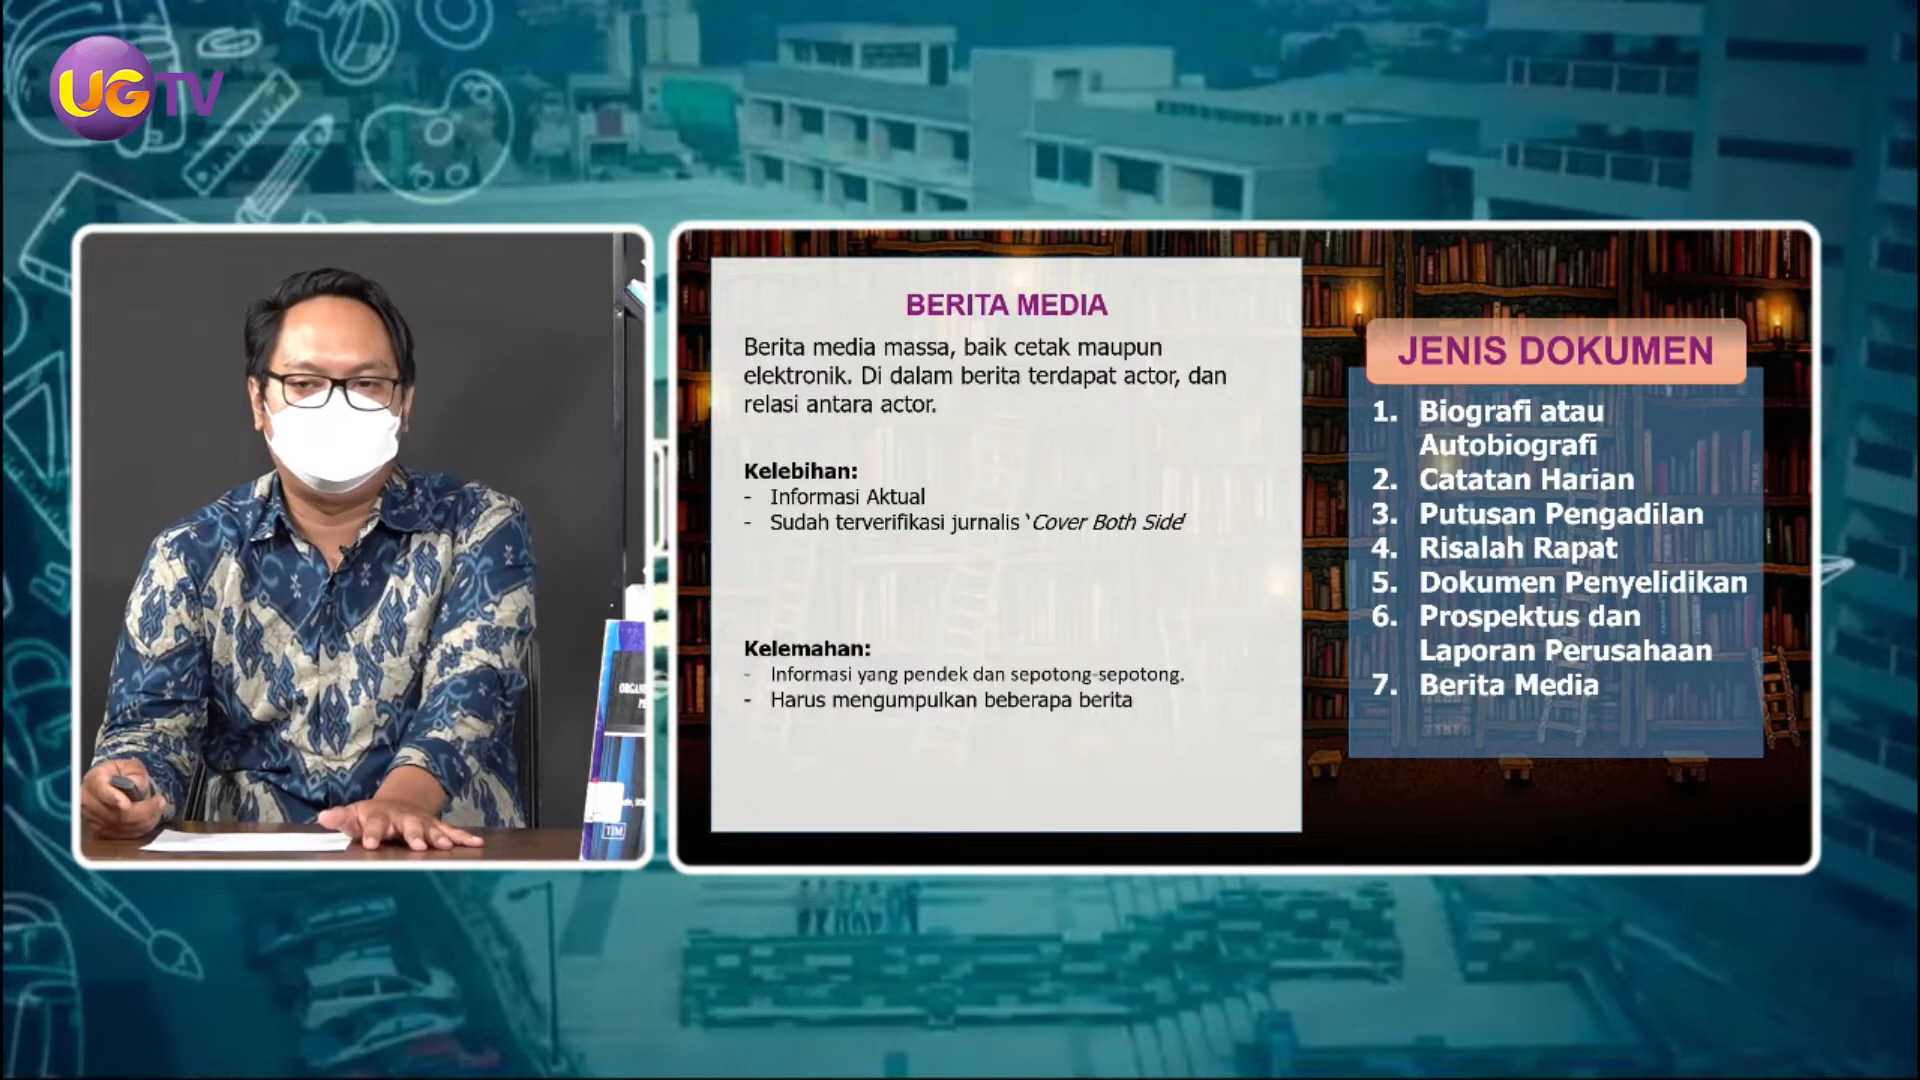 UGTV
BERITA MEDIA
Berita media massa, baik cetak maupun
elektronik. Di dalam berita terdapat actor, dan
relasi antara actor.
Kelebihan:
- Informasi Aktual
- Sudah terverifikasi jurnalis ‘Cover Both Side’
Kelemahan:
- Informasi yang pendek dan sepotong-sepotong.
- Harus mengumpulkan beberapa berita
JENIS DOKUMEN
1. Biografi atau
Autobiografi
2. Catatan Harian
3. Putusan Pengadilan
4. Risalah Rapat
5. Dokumen Penyelidikan
6. Prospektus dan
Laporan Perusahaan
7. Berita Media
TIM